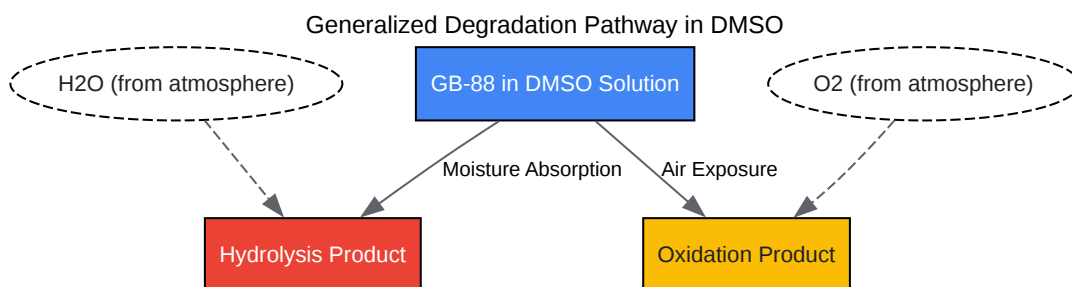 Generalized Degradation Pathway in DMSO
H2O (from atmosphere)
GB-88 in DMSO Solution
O2 (from atmosphere)
Moisture Absorption
Air Exposure
Hydrolysis Product
Oxidation Product